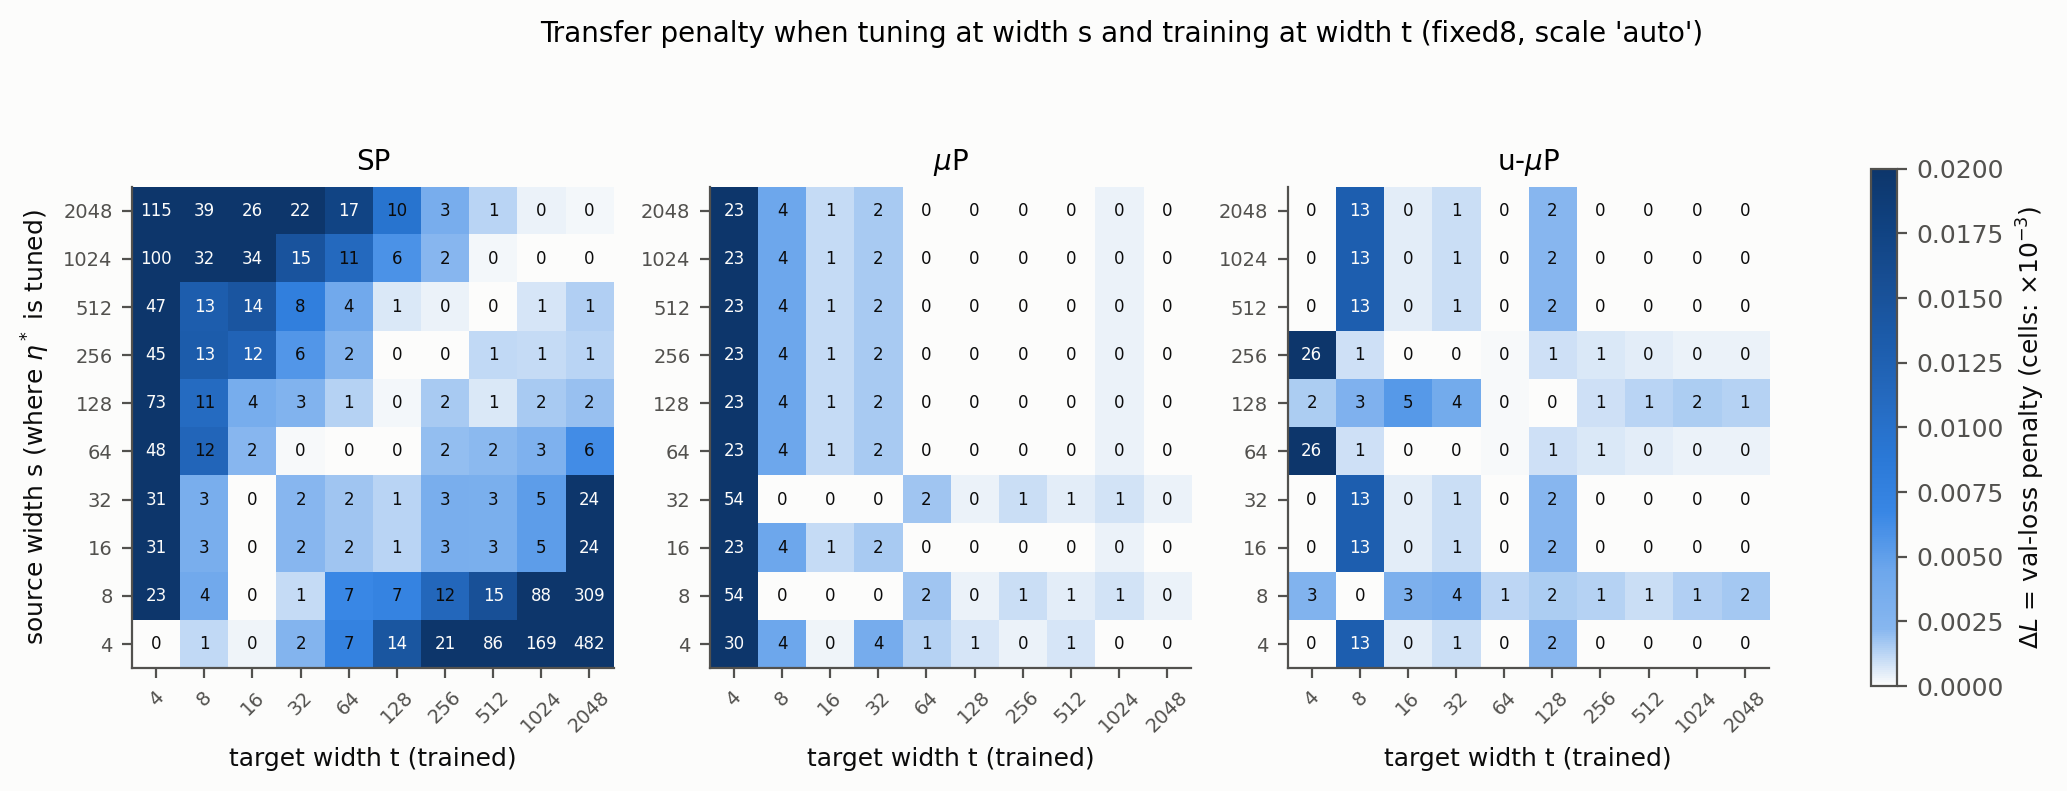 Transfer penalty when tuning at width s and training at width t (fixed8, scale 'auto')
SP
source width s (where η* is tuned)
2048 115 39 26 22 17 10 3 1 0 0
1024 100 32 34 15 11 6 2 0 0 0
512 47 13 14 8 4 1 0 0 1 1
256 45 13 12 6 2 0 0 1 1 1
128 73 11 4 3 1 0 2 1 2 2
64 48 12 2 0 0 0 2 2 3 6
32 31 3 0 2 2 1 3 3 5 24
16 31 3 0 2 2 1 3 3 5 24
8 23 4 0 1 7 7 12 15 88 309
4 0 1 0 2 7 14 21 86 169 482
4 8 16 32 64 128 256 512 1024 2048
target width t (trained)
μP
2048 23 4 1 2 0 0 0 0 0 0
1024 23 4 1 2 0 0 0 0 0 0
512 23 4 1 2 0 0 0 0 0 0
256 23 4 1 2 0 0 0 0 0 0
128 23 4 1 2 0 0 0 0 0 0
64 23 4 1 2 0 0 0 0 0 0
32 54 0 0 0 2 0 1 1 1 0
16 23 4 1 2 0 0 0 0 0 0
8 54 0 0 0 2 0 1 1 1 0
4 30 4 0 4 1 1 0 1 0 0
4 8 16 32 64 128 256 512 1024 2048
target width t (trained)
u-μP
2048 0 13 0 1 0 2 0 0 0 0
1024 0 13 0 1 0 2 0 0 0 0
512 0 13 0 1 0 2 0 0 0 0
256 26 1 0 0 0 1 1 0 0 0
128 2 3 5 4 0 0 1 1 2 1
64 26 1 0 0 0 1 1 0 0 0
32 0 13 0 1 0 2 0 0 0 0
16 0 13 0 1 0 2 0 0 0 0
8 3 0 3 4 1 2 1 1 1 2
4 0 13 0 1 0 2 0 0 0 0
4 8 16 32 64 128 256 512 1024 2048
target width t (trained)
0.0200
0.0175
0.0150
0.0125
0.0100
0.0075
0.0050
0.0025
0.0000
ΔL = val-loss penalty (cells: ×10⁻³)